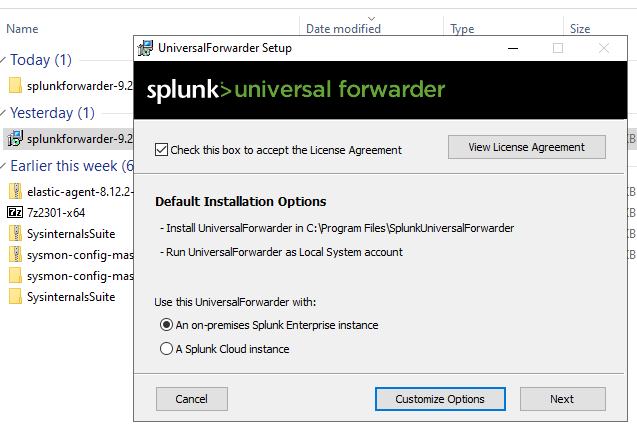 Name Date modified Type Size
Today (1)
splunkforwarder-9.2
Yesterday (1)
splunkforwarder-9.2
Earlier this week (6
elastic-agent-8.12.2-
7z2301-x64
SysinternalsSuite
sysmon-config-mas
sysmon-config-mas
SysinternalsSuite
UniversalForwarder Setup
splunk>universal forwarder
Check this box to accept the License Agreement
View License Agreement
Default Installation Options
- Install UniversalForwarder in C:\Program Files\SplunkUniversalForwarder
- Run UniversalForwarder as Local System account
Use this UniversalForwarder with:
An on-premises Splunk Enterprise instance
A Splunk Cloud instance
Cancel Customize Options Next